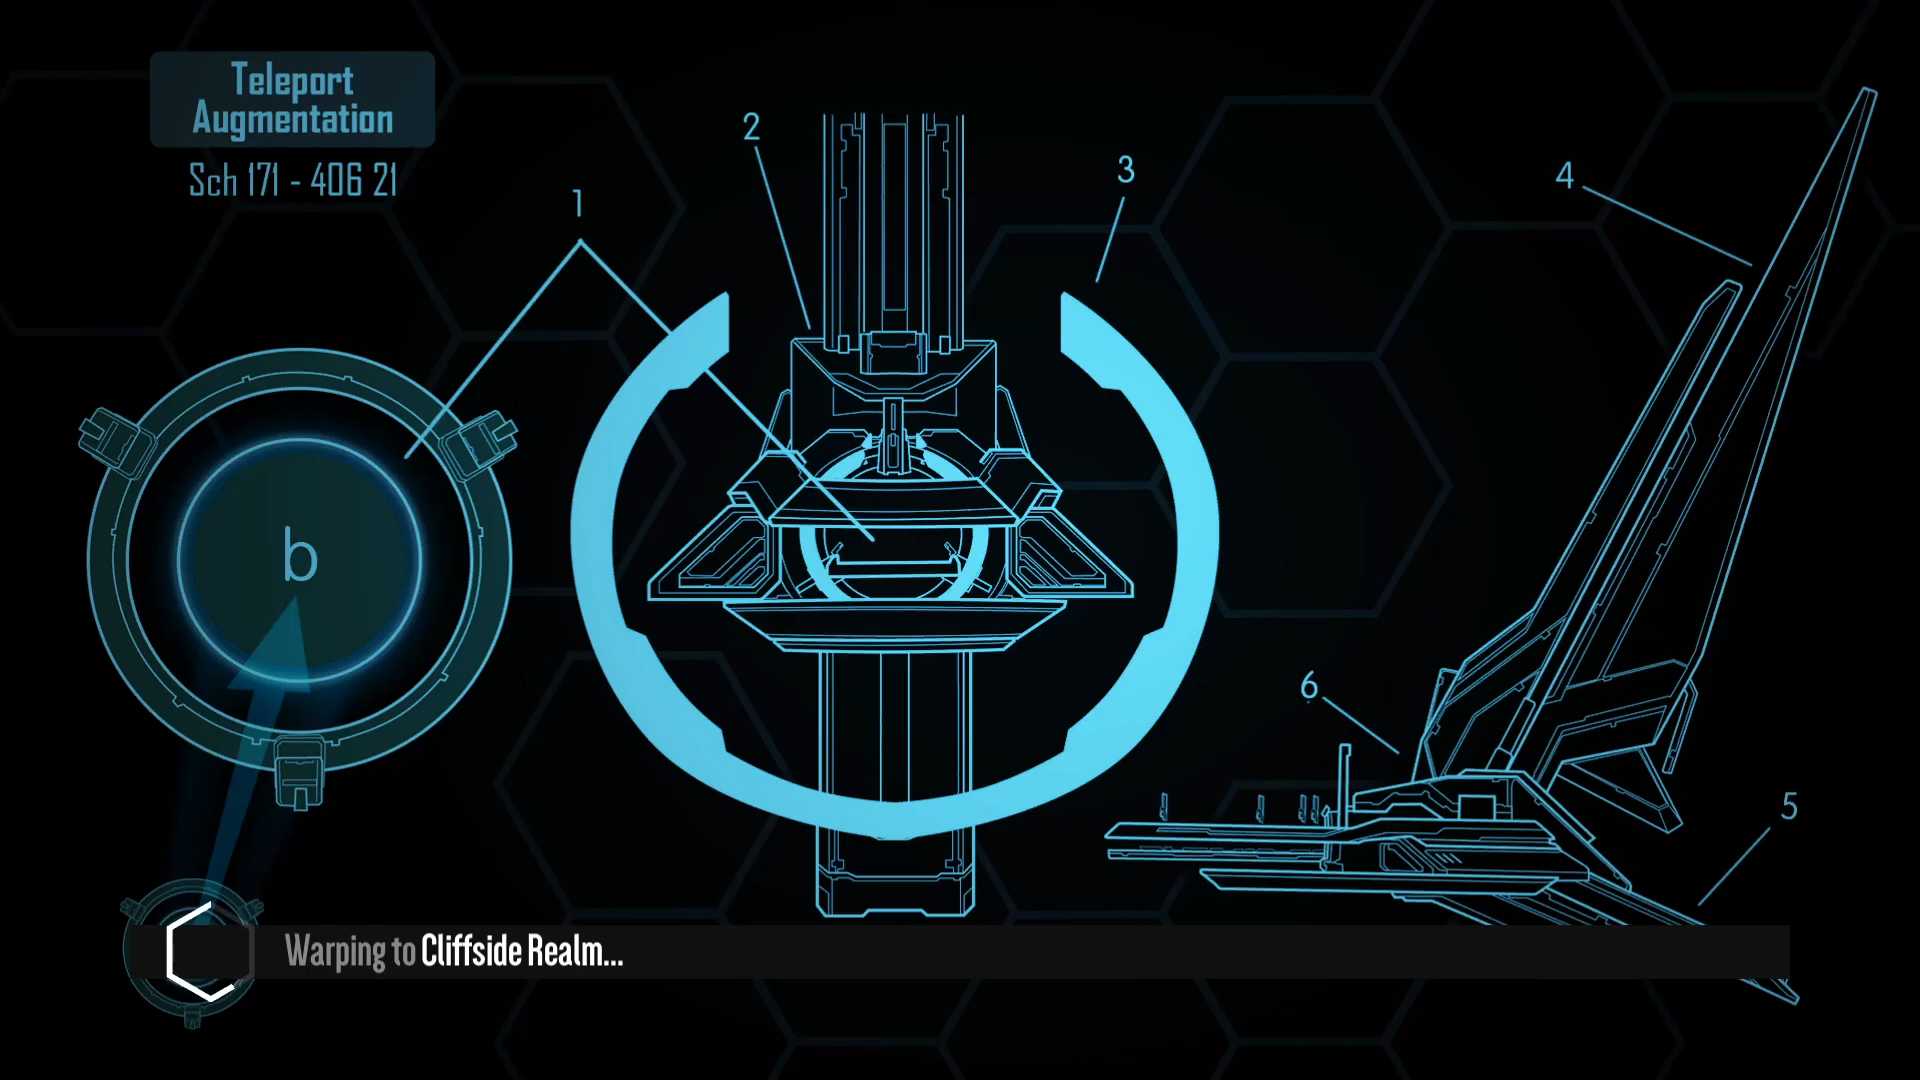 Teleport
Augmentation
Sch 171 - 406 21
1
2
3
4
b
6
5
Warping to Cliffside Realm...